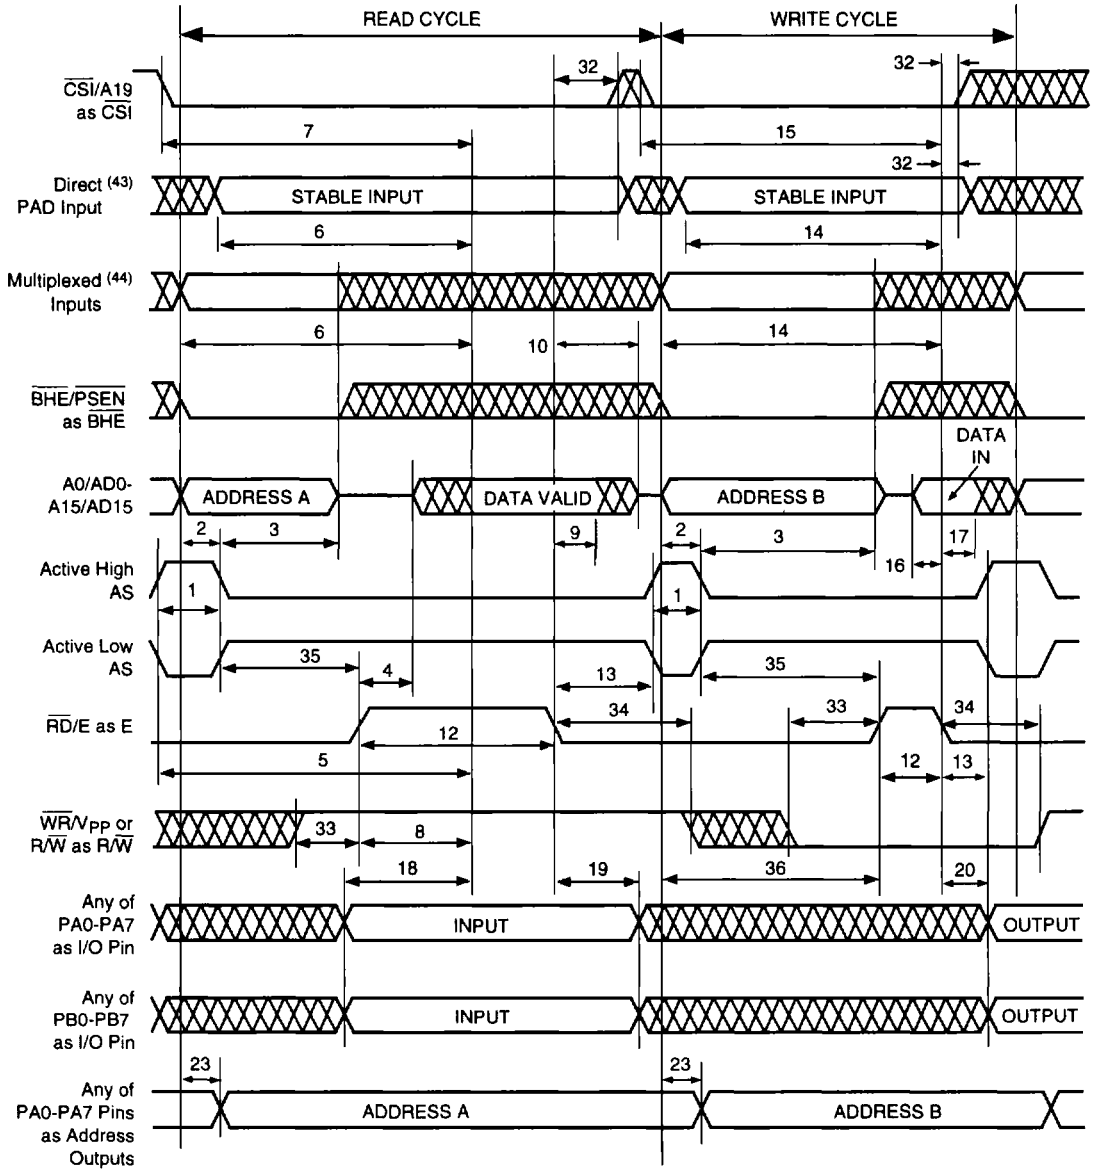 READ CYCLE
WRITE CYCLE
32
32
CSI/A19
as CSI
7
15
32
Direct (43)
PAD Input
STABLE INPUT
STABLE INPUT
6
14
Multiplexed (44)
Inputs
6
10
14
BHE/PSEN
as BHE
DATA
IN
A0/AD0-
A15/AD15
ADDRESS A
DATA VALID
ADDRESS B
2
3
9
2
3
16
17
Active High
AS
1
1
Active Low
AS
35
4
13
35
RD/E as E
12
34
33
34
5
12
13
WR/VPP or
R/W as R/W
33
8
18
19
36
20
Any of
PA0-PA7
as I/O Pin
INPUT
OUTPUT
Any of
PB0-PB7
as I/O Pin
INPUT
OUTPUT
23
23
Any of
PA0-PA7 Pins
as Address
Outputs
ADDRESS A
ADDRESS B